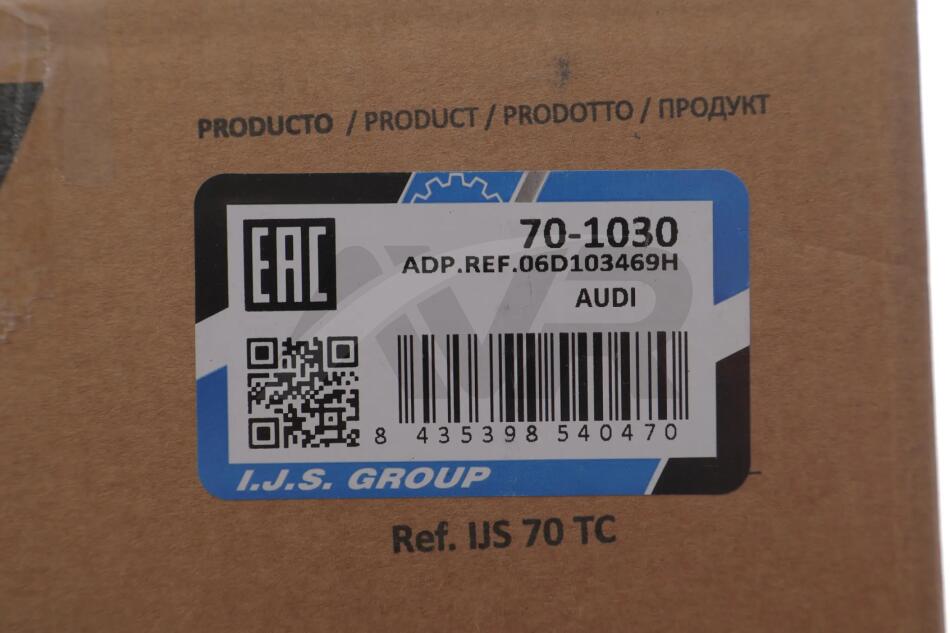 PRODUCTO / PRODUCT / PRODOTTO / ПРОДУКТ
EAC
70-1030
ADP.REF.06D103469H
AUDI
8 435398 540470
I.J.S. GROUP
Ref. IJS 70 TC